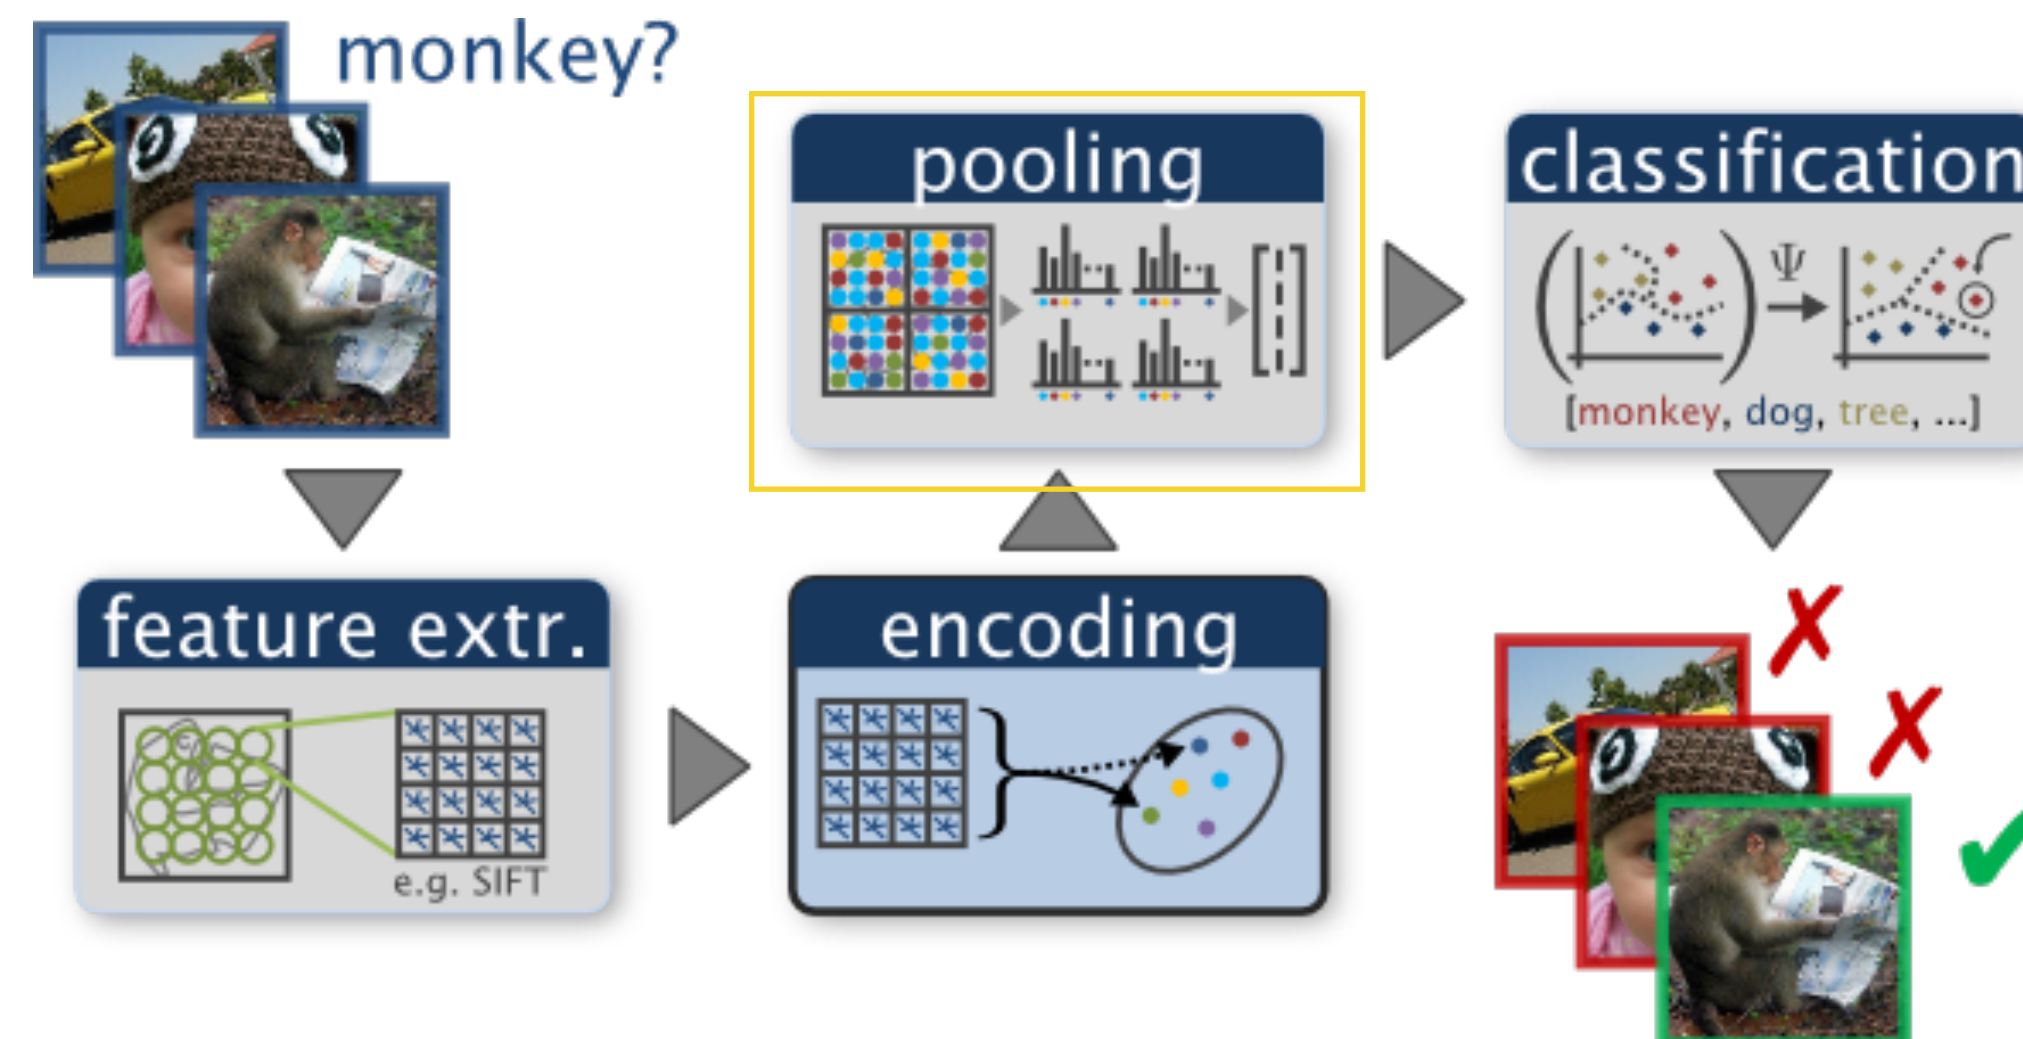 monkey?
pooling
classification
Ψ
[monkey, dog, tree, ...]
feature extr.
encoding
e.g. SIFT